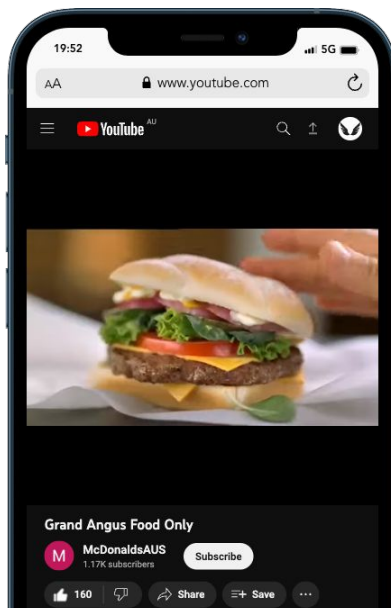 19:52
5G
AA
www.youtube.com
YouTube AU
Grand Angus Food Only
M
McDonaldsAUS
1.17K subscribers
Subscribe
160
Share
Save